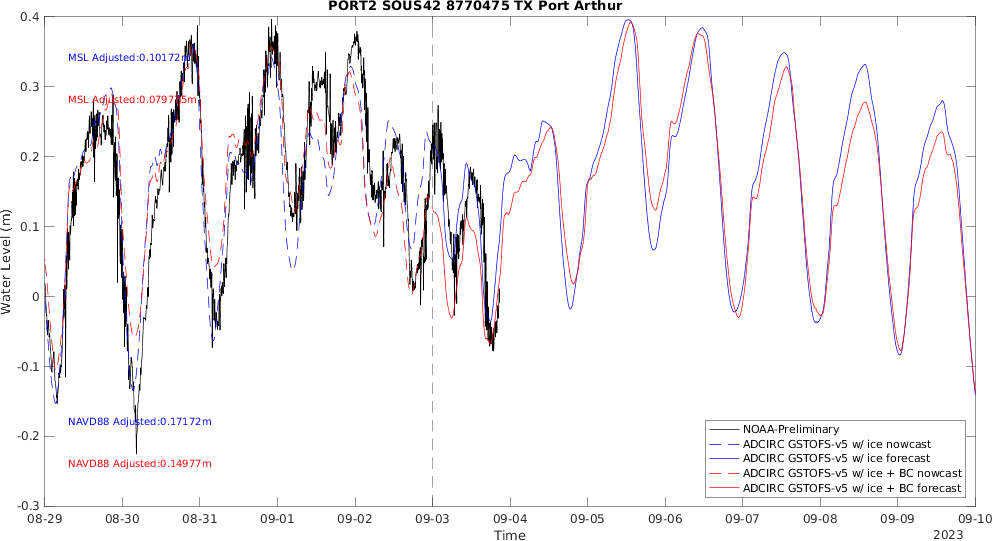 PORT2 SOUS42 8770475 TX Port Arthur
0.4
0.3
0.2
0.1
0
-0.1
-0.2
-0.3
Water Level (m)
MSL Adjusted:0.10172m
MSL Adjusted:0.079775m
NAVD88 Adjusted:0.17172m
NAVD88 Adjusted:0.14977m
NOAA-Preliminary
ADCIRC GSTOFS-v5 w/ ice nowcast
ADCIRC GSTOFS-v5 w/ ice forecast
ADCIRC GSTOFS-v5 w/ ice + BC nowcast
ADCIRC GSTOFS-v5 w/ ice + BC forecast
08-29 08-30 08-31 09-01 09-02 09-03 09-04 09-05 09-06 09-07 09-08 09-09 09-10
Time
2023